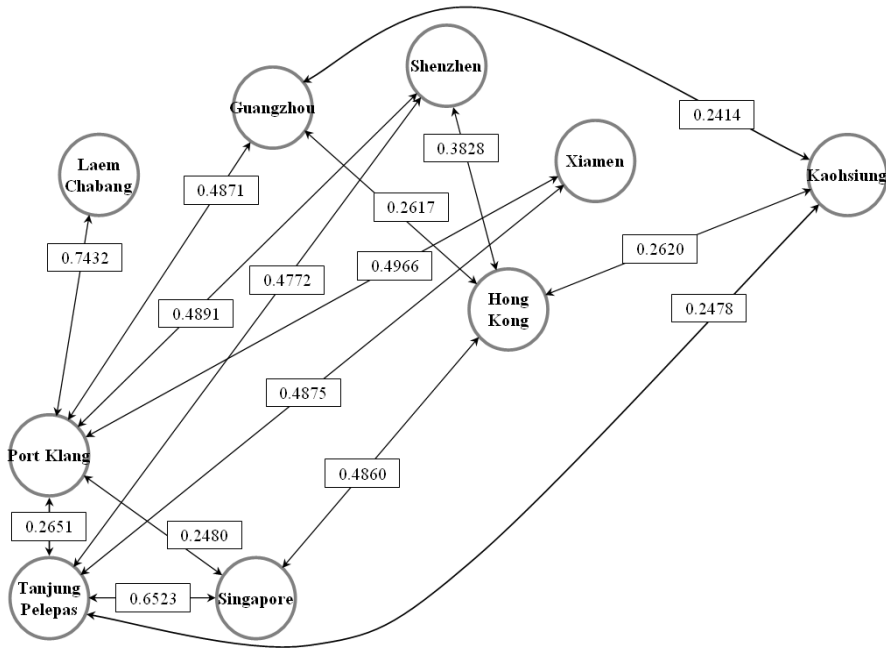 Shenzhen
Guangzhou
0.2414
0.3828
Xiamen
Laem
Chabang
Kaohsiung
0.4871
0.2617
0.2620
0.7432
0.4966
0.4772
Hong
Kong
0.4891
0.2478
0.4875
Port Klang
0.4860
0.2651
0.2480
Tanjung
Pelepas
0.6523
Singapore